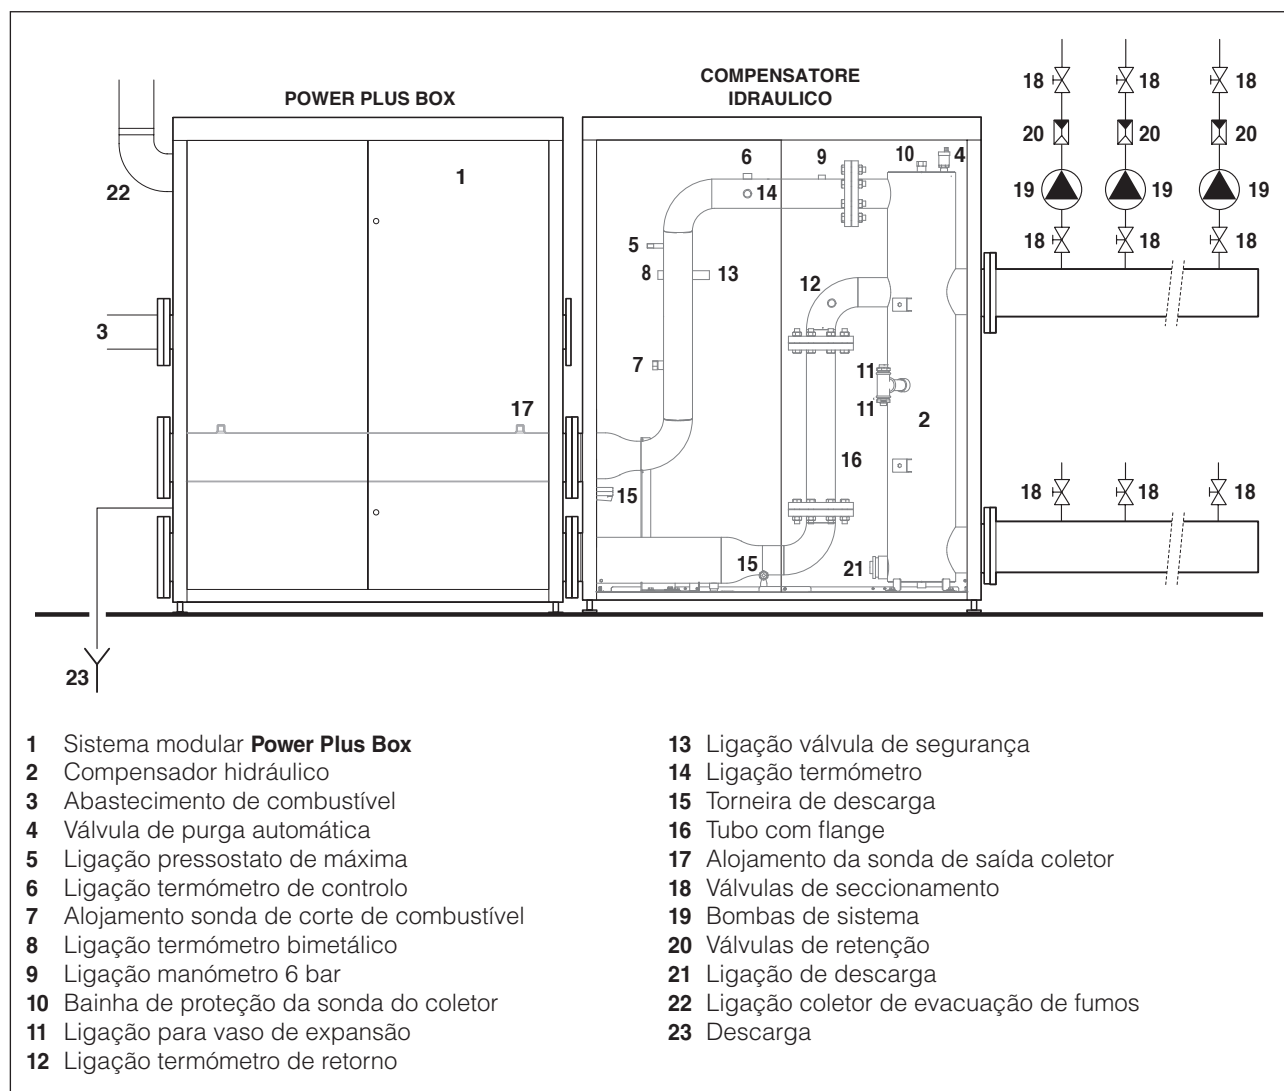 POWER PLUS BOX
COMPENSATORE
IDRAULICO
18 18 18
20 20 20
19 19 19
18 18 18
22
1
6
9
10
4
14
5
8
13
12
3
7
11
11
17
2
16
15
18 18 18
15
21
23
1 Sistema modular Power Plus Box
2 Compensador hidráulico
3 Abastecimento de combustível
4 Válvula de purga automática
5 Ligação pressostato de máxima
6 Ligação termómetro de controlo
7 Alojamento sonda de corte de combustível
8 Ligação termómetro bimetálico
9 Ligação manómetro 6 bar
10 Bainha de proteção da sonda do coletor
11 Ligação para vaso de expansão
12 Ligação termómetro de retorno
13 Ligação válvula de segurança
14 Ligação termómetro
15 Torneira de descarga
16 Tubo com flange
17 Alojamento da sonda de saída coletor
18 Válvulas de seccionamento
19 Bombas de sistema
20 Válvulas de retenção
21 Ligação de descarga
22 Ligação coletor de evacuação de fumos
23 Descarga